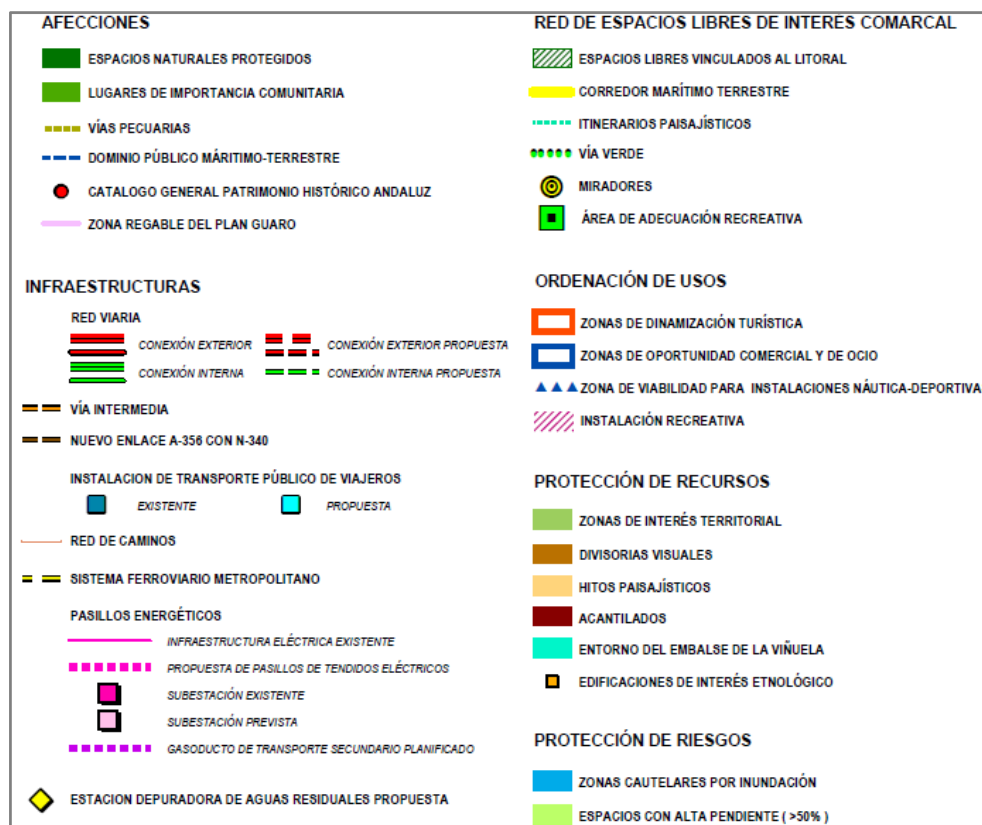 AFECCIONES
ESPACIOS NATURALES PROTEGIDOS
LUGARES DE IMPORTANCIA COMUNITARIA
VÍAS PECUARIAS
DOMINIO PÚBLICO MÁRITIMO-TERRESTRE
CATALOGO GENERAL PATRIMONIO HISTÓRICO ANDALUZ
ZONA REGABLE DEL PLAN GUARO
INFRAESTRUCTURAS
RED VIARIA
CONEXIÓN EXTERIOR
CONEXIÓN EXTERIOR PROPUESTA
CONEXIÓN INTERNA
CONEXIÓN INTERNA PROPUESTA
VÍA INTERMEDIA
NUEVO ENLACE A-356 CON N-340
INSTALACION DE TRANSPORTE PÚBLICO DE VIAJEROS
EXISTENTE
PROPUESTA
RED DE CAMINOS
SISTEMA FERROVIARIO METROPOLITANO
PASILLOS ENERGÉTICOS
INFRAESTRUCTURA ELÉCTRICA EXISTENTE
PROPUESTA DE PASILLOS DE TENDIDOS ELÉCTRICOS
SUBESTACIÓN EXISTENTE
SUBESTACIÓN PREVISTA
GASODUCTO DE TRANSPORTE SECUNDARIO PLANIFICADO
ESTACION DEPURADORA DE AGUAS RESIDUALES PROPUESTA
RED DE ESPACIOS LIBRES DE INTERÉS COMARCAL
ESPACIOS LIBRES VINCULADOS AL LITORAL
CORREDOR MARÍTIMO TERRESTRE
ITINERARIOS PAISAJÍSTICOS
VÍA VERDE
MIRADORES
ÁREA DE ADECUACIÓN RECREATIVA
ORDENACIÓN DE USOS
ZONAS DE DINAMIZACIÓN TURÍSTICA
ZONAS DE OPORTUNIDAD COMERCIAL Y DE OCIO
ZONA DE VIABILIDAD PARA INSTALACIONES NÁUTICA-DEPORTIVA
INSTALACIÓN RECREATIVA
PROTECCIÓN DE RECURSOS
ZONAS DE INTERÉS TERRITORIAL
DIVISORIAS VISUALES
HITOS PAISAJÍSTICOS
ACANTILADOS
ENTORNO DEL EMBALSE DE LA VIÑUELA
EDIFICACIONES DE INTERÉS ETNOLÓGICO
PROTECCIÓN DE RIESGOS
ZONAS CAUTELARES POR INUNDACIÓN
ESPACIOS CON ALTA PENDIENTE ( >50% )